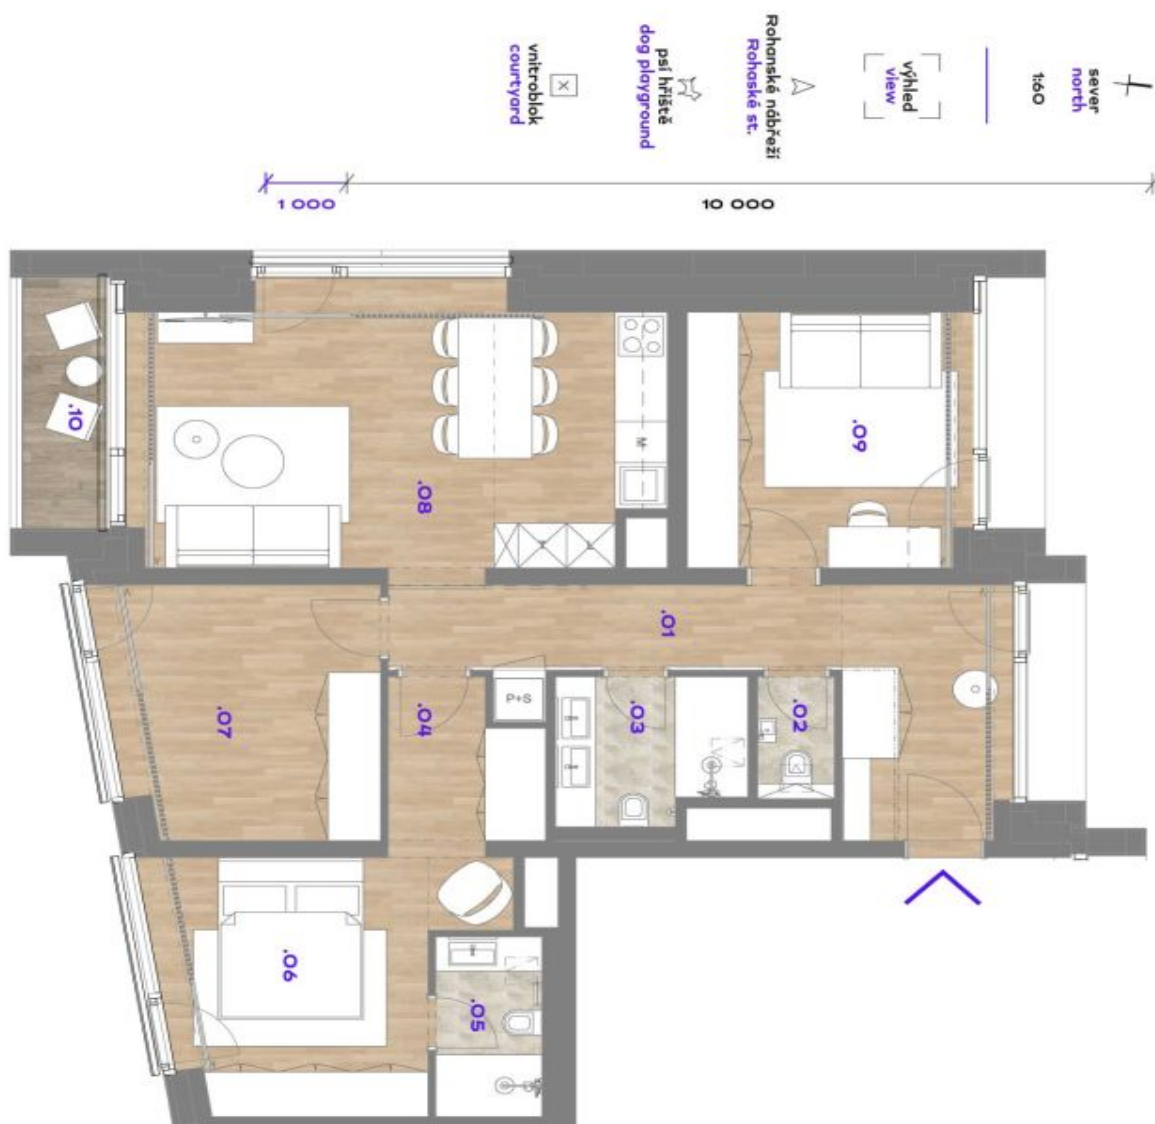 sever
north
1:60
výhled
view
Rohanské nábřeží
Rohaské st.
psí hřiště
dog playground
X
vnitroblok
courtyard
1 000
10 000
.10
.08
M
.09
.01
.07
.04
P+S
.03
.02
.06
.05